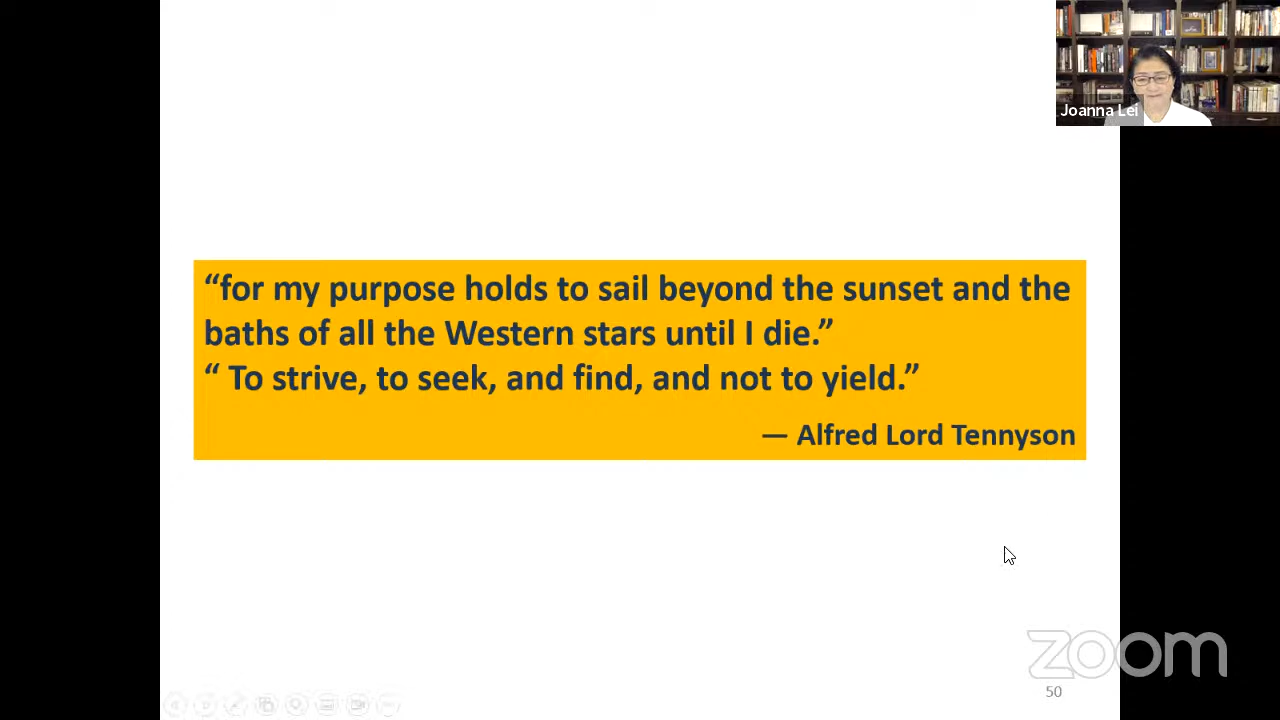 Joanna Lei
“for my purpose holds to sail beyond the sunset and the
baths of all the Western stars until I die.”
“ To strive, to seek, and find, and not to yield.”
— Alfred Lord Tennyson
zoom
50